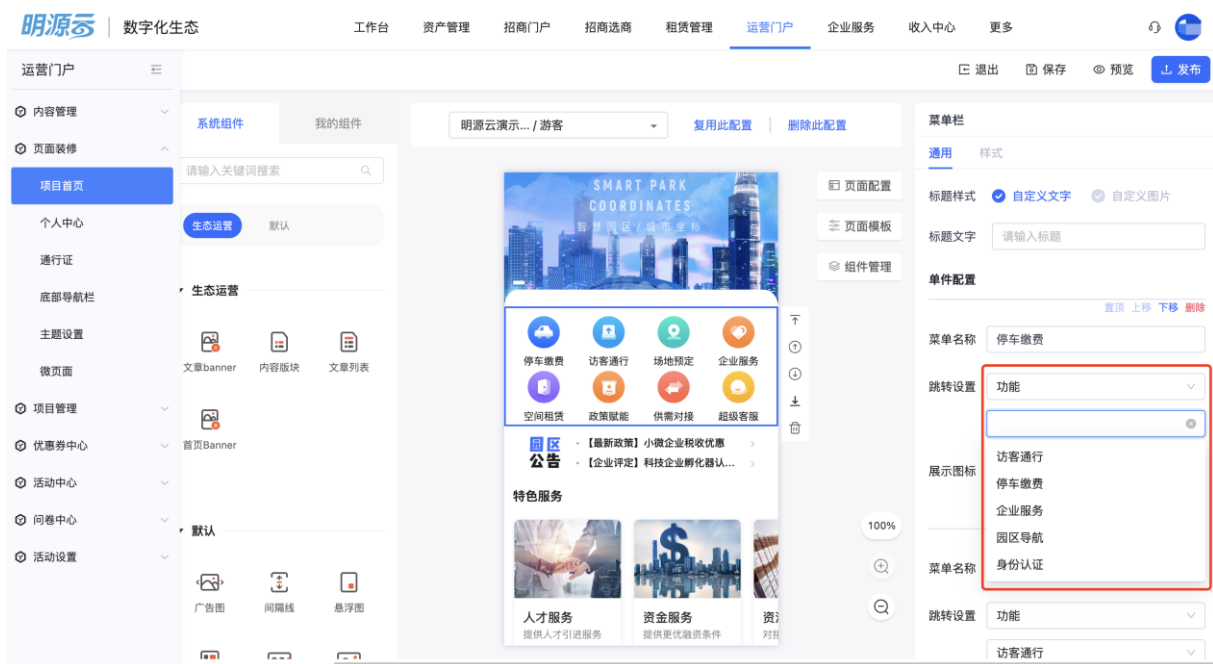 明源云 数字化生态 工作台 资产管理 招商门户 招商选商 租赁管理 运营门户 企业服务 收入中心 更多
运营门户 退出 保存 预览 发布
内容管理
页面装修
项目首页
个人中心
通行证
底部导航栏
主题设置
微页面
项目管理
优惠券中心
活动中心
问卷中心
活动设置
系统组件 我的组件
请输入关键词搜索
生态运营 默认
生态运营
文章banner 内容版块 文章列表
首页Banner
默认
广告图 间隔线 悬浮图
明源云演示... / 游客 复用此配置 删除此配置
SMART PARK
COORDINATES
智慧园区/城市坐标
停车缴费 访客通行 场地预定 企业服务
空间租赁 政策赋能 供需对接 超级客服
园区
公告
· 【最新政策】小微企业税收优惠
· 【企业评定】科技企业孵化器认...
特色服务
人才服务 资金服务
提供人才引进服务 提供更优融资条件
页面配置
页面模板
组件管理
100%
菜单栏
通用 样式
标题样式 自定义文字 自定义图片
标题文字 请输入标题
单件配置
置顶 上移 下移 删除
菜单名称 停车缴费
跳转设置 功能
展示图标
访客通行
停车缴费
企业服务
园区导航
身份认证
菜单名称
跳转设置 功能
访客通行